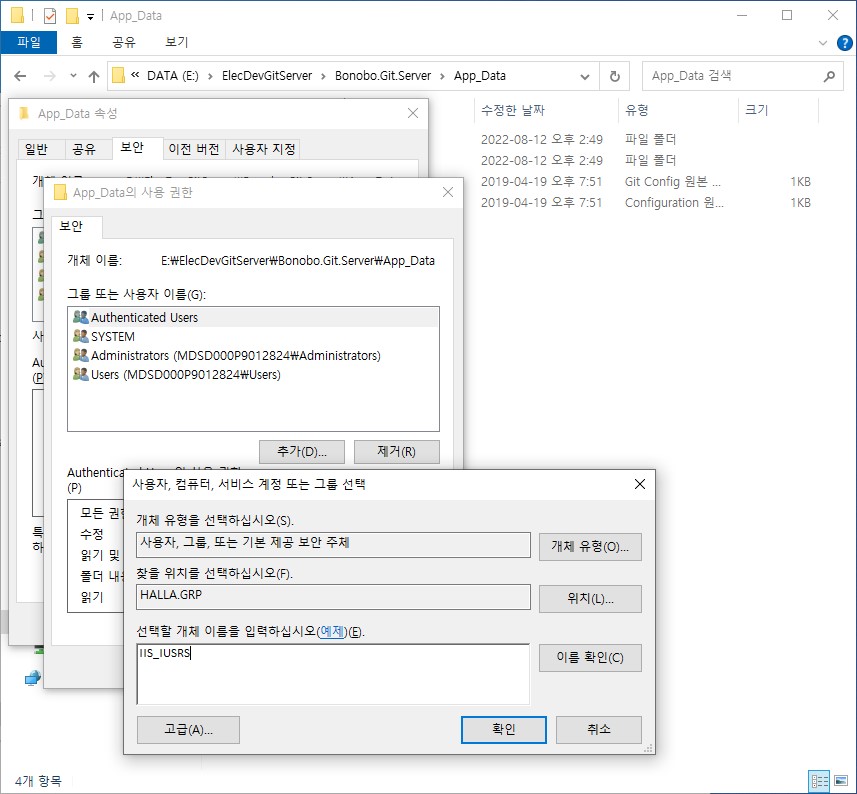 App_Data
파일 홈 공유 보기
« DATA (E:) › ElecDevGitServer › Bonobo.Git.Server › App_Data
App_Data 검색
수정한 날짜 유형 크기
2022-08-12 오후 2:49 파일 폴더
2022-08-12 오후 2:49 파일 폴더
2019-04-19 오후 7:51 Git Config 원본 ... 1KB
2019-04-19 오후 7:51 Configuration 원... 1KB
App_Data 속성
일반 공유 보안 이전 버전 사용자 지정
App_Data의 사용 권한
보안
개체 이름: E:₩ElecDevGitServer₩Bonobo.Git.Server₩App_Data
그룹 또는 사용자 이름(G):
Authenticated Users
SYSTEM
Administrators (MDSD000P9012824₩Administrators)
Users (MDSD000P9012824₩Users)
추가(D)... 제거(R)
(P)
모든 권한
수정
읽기 및
폴더 내용
읽기
사용자, 컴퓨터, 서비스 계정 또는 그룹 선택
개체 유형을 선택하십시오(S).
사용자, 그룹, 또는 기본 제공 보안 주체
개체 유형(O)...
찾을 위치를 선택하십시오(F).
HALLA.GRP
위치(L)...
선택할 개체 이름을 입력하십시오(예제)(E).
IIS_IUSRS
이름 확인(C)
고급(A)...
확인
취소
4개 항목